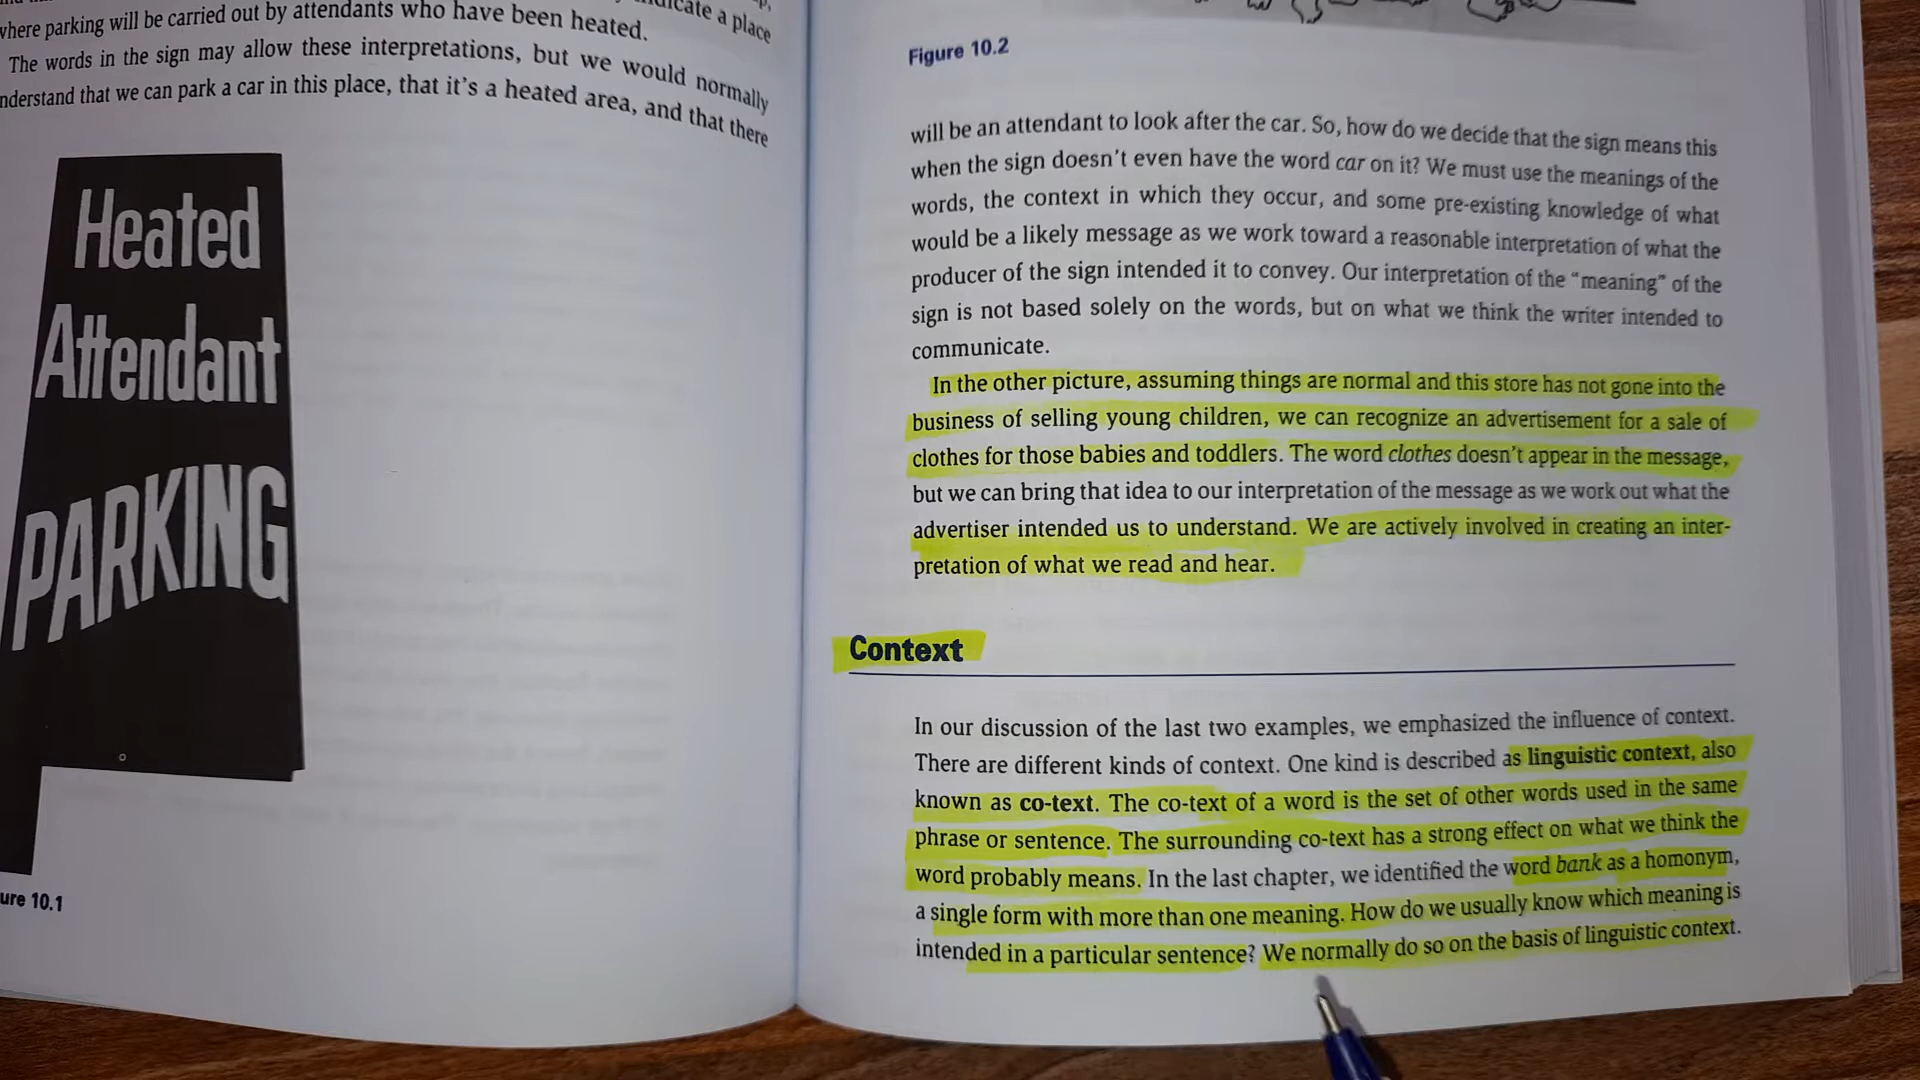 icate a place
where parking will be carried out by attendants who have been heated.
The words in the sign may allow these interpretations, but we would normally
nderstand that we can park a car in this place, that it's a heated area, and that there
Heated
Attendant
PARKING
ure 10.1
Figure 10.2
will be an attendant to look after the car. So, how do we decide that the sign means this
when the sign doesn't even have the word car on it? We must use the meanings of the
words, the context in which they occur, and some pre-existing knowledge of what
would be a likely message as we work toward a reasonable interpretation of what the
producer of the sign intended it to convey. Our interpretation of the “meaning” of the
sign is not based solely on the words, but on what we think the writer intended to
communicate.
In the other picture, assuming things are normal and this store has not gone into the
business of selling young children, we can recognize an advertisement for a sale of
clothes for those babies and toddlers. The word clothes doesn't appear in the message,
but we can bring that idea to our interpretation of the message as we work out what the
advertiser intended us to understand. We are actively involved in creating an inter-
pretation of what we read and hear.
Context
In our discussion of the last two examples, we emphasized the influence of context.
There are different kinds of context. One kind is described as linguistic context, also
known as co-text. The co-text of a word is the set of other words used in the same
phrase or sentence. The surrounding co-text has a strong effect on what we think the
word probably means. In the last chapter, we identified the word bank as a homonym,
a single form with more than one meaning. How do we usually know which meaning is
intended in a particular sentence? We normally do so on the basis of linguistic context.